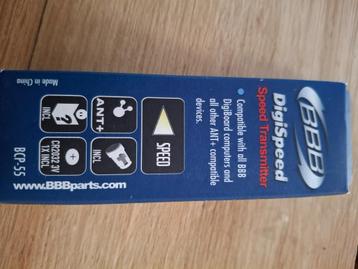 BBB
DigiSpeed
Speed Transmitter
• Compatible with all BBB
DigiBoard computers and
all other ANT+ compatible
devices.
SPEED
ANT+
INCL.
INCL.
CR2032 3V
1X INCL.
www.BBBparts.com
Made in China
BCP-55